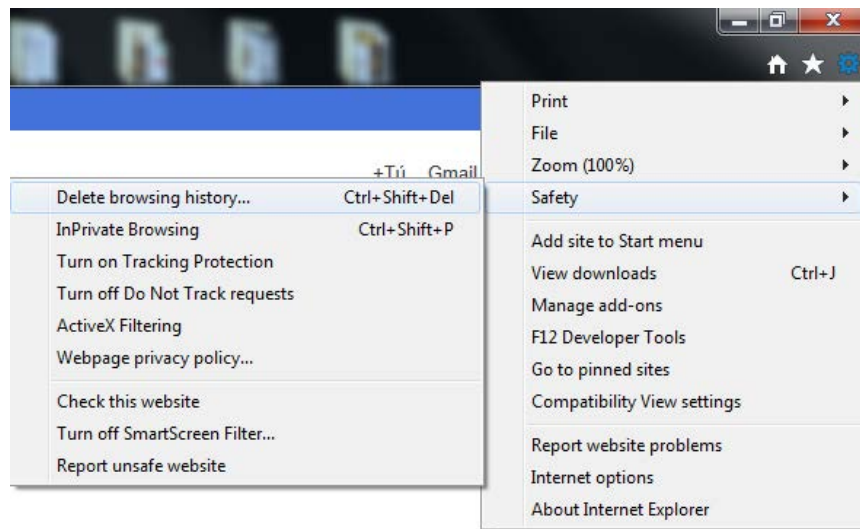 +Tú Gmail
Print
File
Zoom (100%)
Safety
Add site to Start menu
View downloads Ctrl+J
Manage add-ons
F12 Developer Tools
Go to pinned sites
Compatibility View settings
Report website problems
Internet options
About Internet Explorer
Delete browsing history... Ctrl+Shift+Del
InPrivate Browsing Ctrl+Shift+P
Turn on Tracking Protection
Turn off Do Not Track requests
ActiveX Filtering
Webpage privacy policy...
Check this website
Turn off SmartScreen Filter...
Report unsafe website